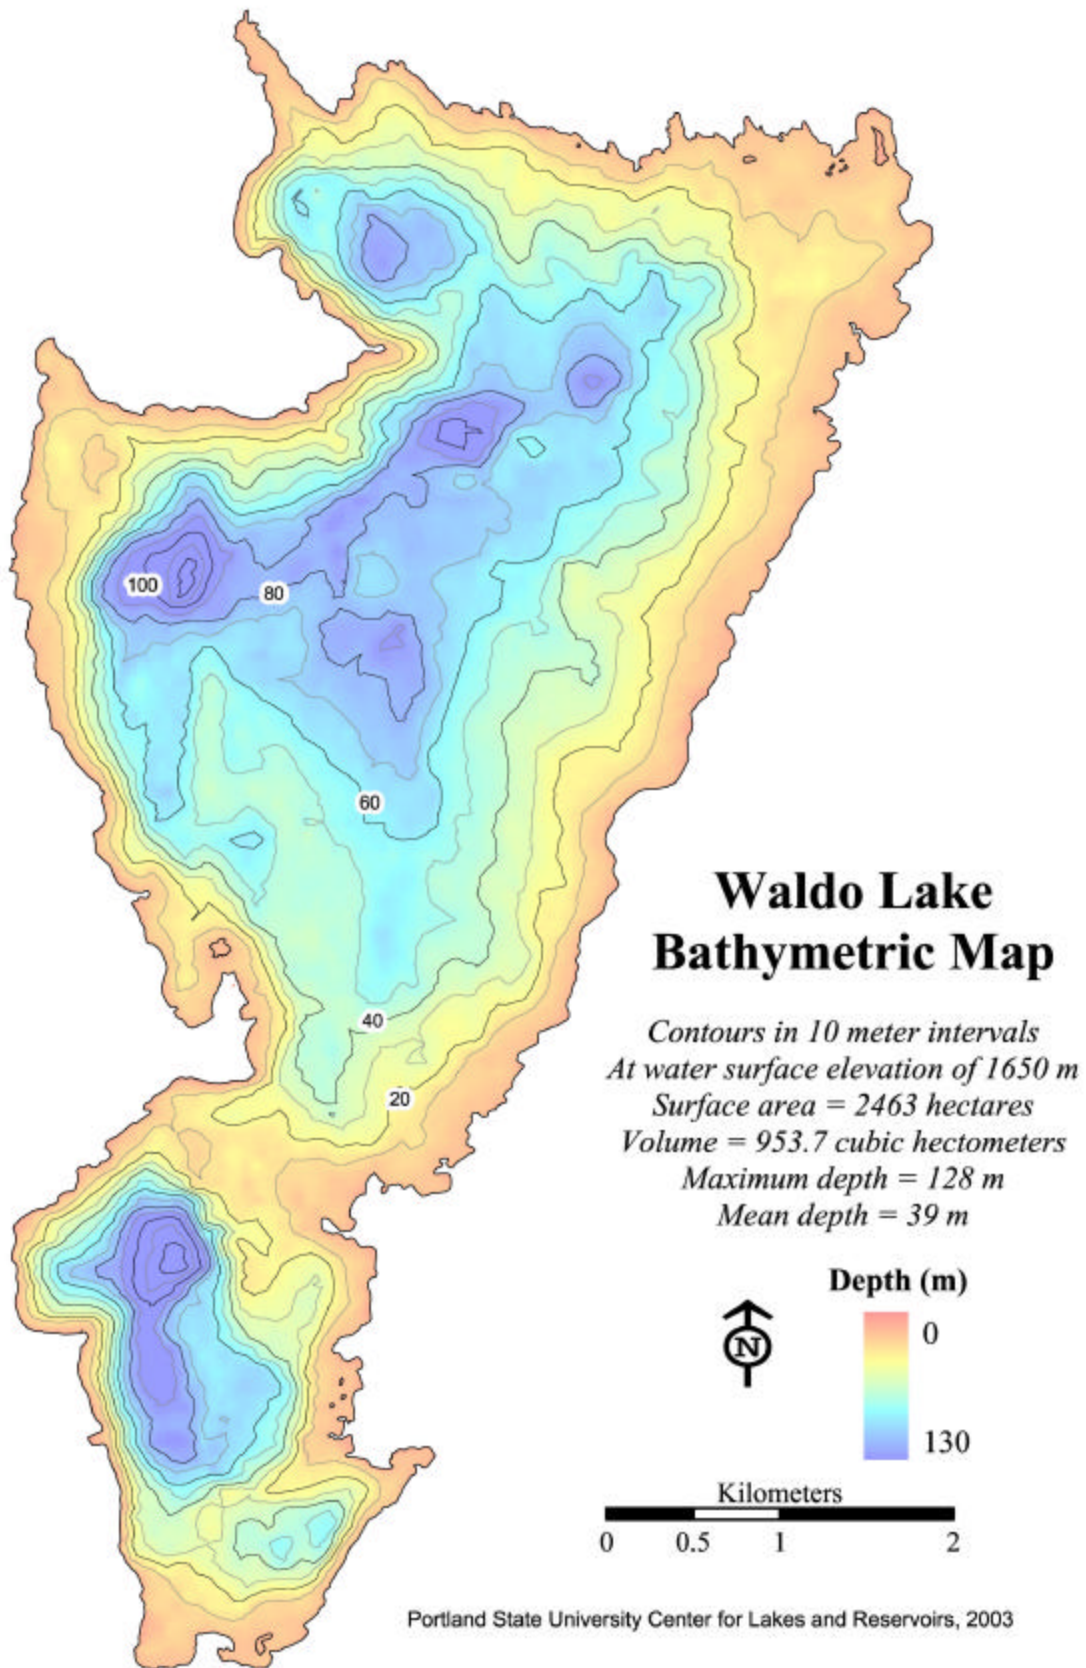 100
80
60
40
20
Waldo Lake
Bathymetric Map
Contours in 10 meter intervals
At water surface elevation of 1650 m
Surface area = 2463 hectares
Volume = 953.7 cubic hectometers
Maximum depth = 128 m
Mean depth = 39 m
Depth (m)
0
N
130
Kilometers
0 0.5 1 2
Portland State University Center for Lakes and Reservoirs, 2003